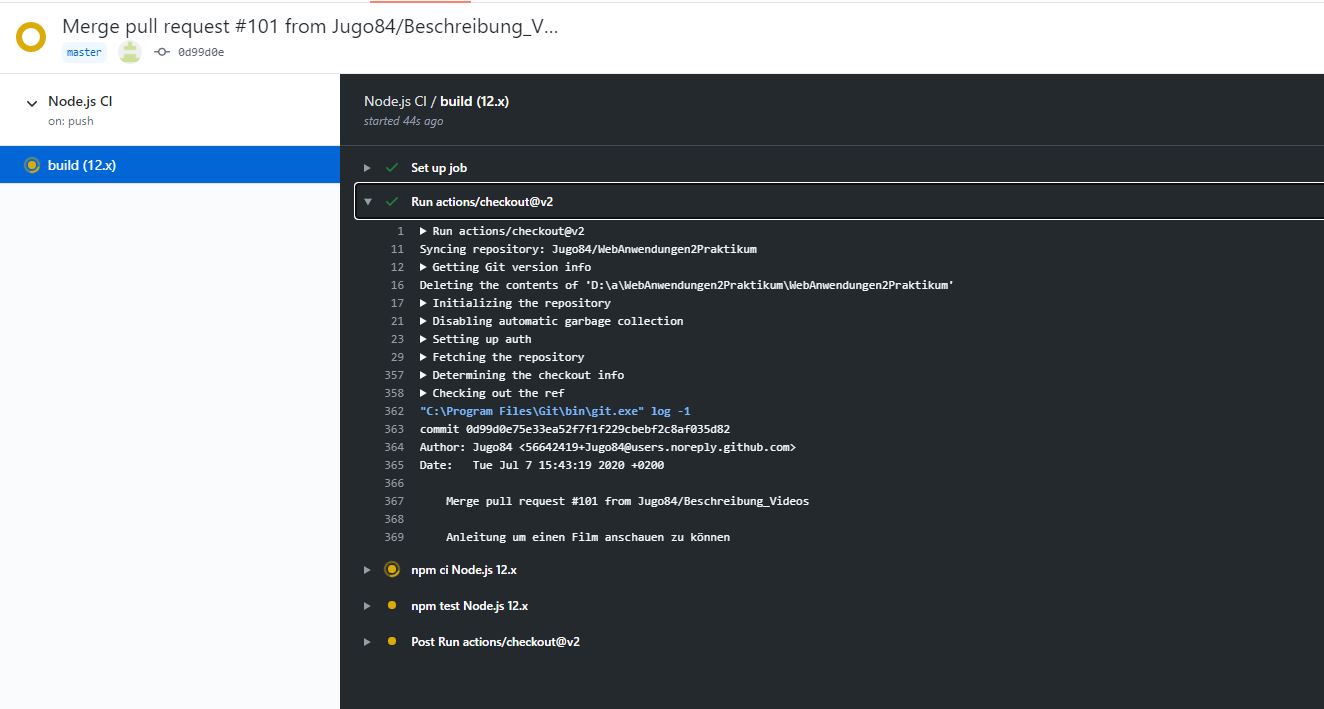 Merge pull request #101 from Jugo84/Beschreibung_V...
master 0d99d0e
Node.js CI
on: push
build (12.x)
Node.js CI / build (12.x)
started 44s ago
Set up job
Run actions/checkout@v2
1 Run actions/checkout@v2
11 Syncing repository: Jugo84/WebAnwendungen2Praktikum
12 Getting Git version info
16 Deleting the contents of 'D:\a\WebAnwendungen2Praktikum\WebAnwendungen2Praktikum'
17 Initializing the repository
21 Disabling automatic garbage collection
23 Setting up auth
29 Fetching the repository
357 Determining the checkout info
358 Checking out the ref
362 "C:\Program Files\Git\bin\git.exe" log -1
363 commit 0d99d0e75e33ea52f7f1f229cbebf2c8af035d82
364 Author: Jugo84 <56642419+Jugo84@users.noreply.github.com>
365 Date: Tue Jul 7 15:43:19 2020 +0200
366
367 Merge pull request #101 from Jugo84/Beschreibung_Videos
368
369 Anleitung um einen Film anschauen zu können
npm ci Node.js 12.x
npm test Node.js 12.x
Post Run actions/checkout@v2